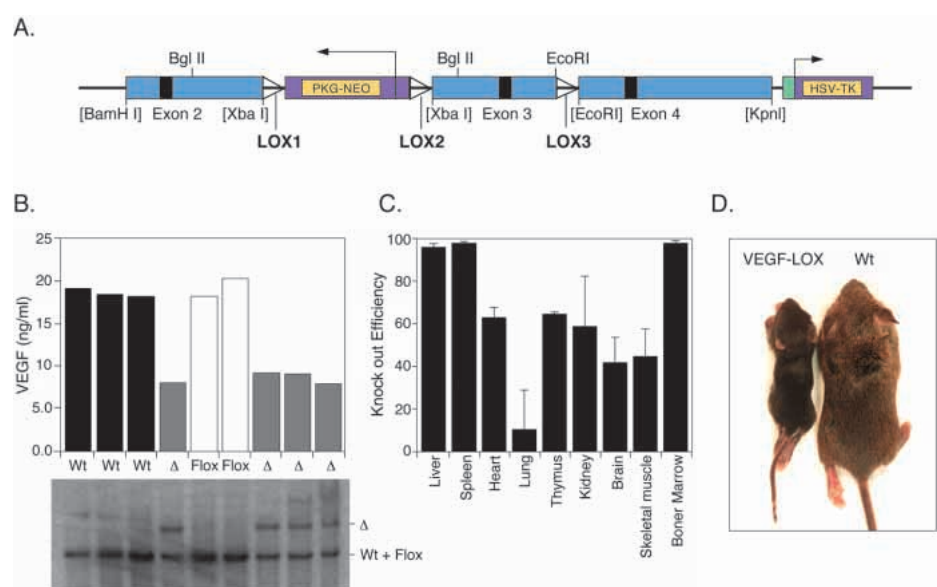 A.
Bgl II
Bgl II
EcoRI
PKG-NEO
HSV-TK
[BamH I] Exon 2 [Xba I] [Xba I] Exon 3 [EcoRI] Exon 4 [KpnI]
LOX1 LOX2 LOX3
B.
VEGF (ng/ml)
25
20
15
10
5.0
0.0
Wt Wt Wt Δ Flox Flox Δ Δ Δ
Δ
Wt + Flox
C.
Knock out Efficiency
100
80
60
40
20
0
Liver
Spleen
Heart
Lung
Thymus
Kidney
Brain
Skeletal muscle
Boner Marrow
D.
VEGF-LOX Wt